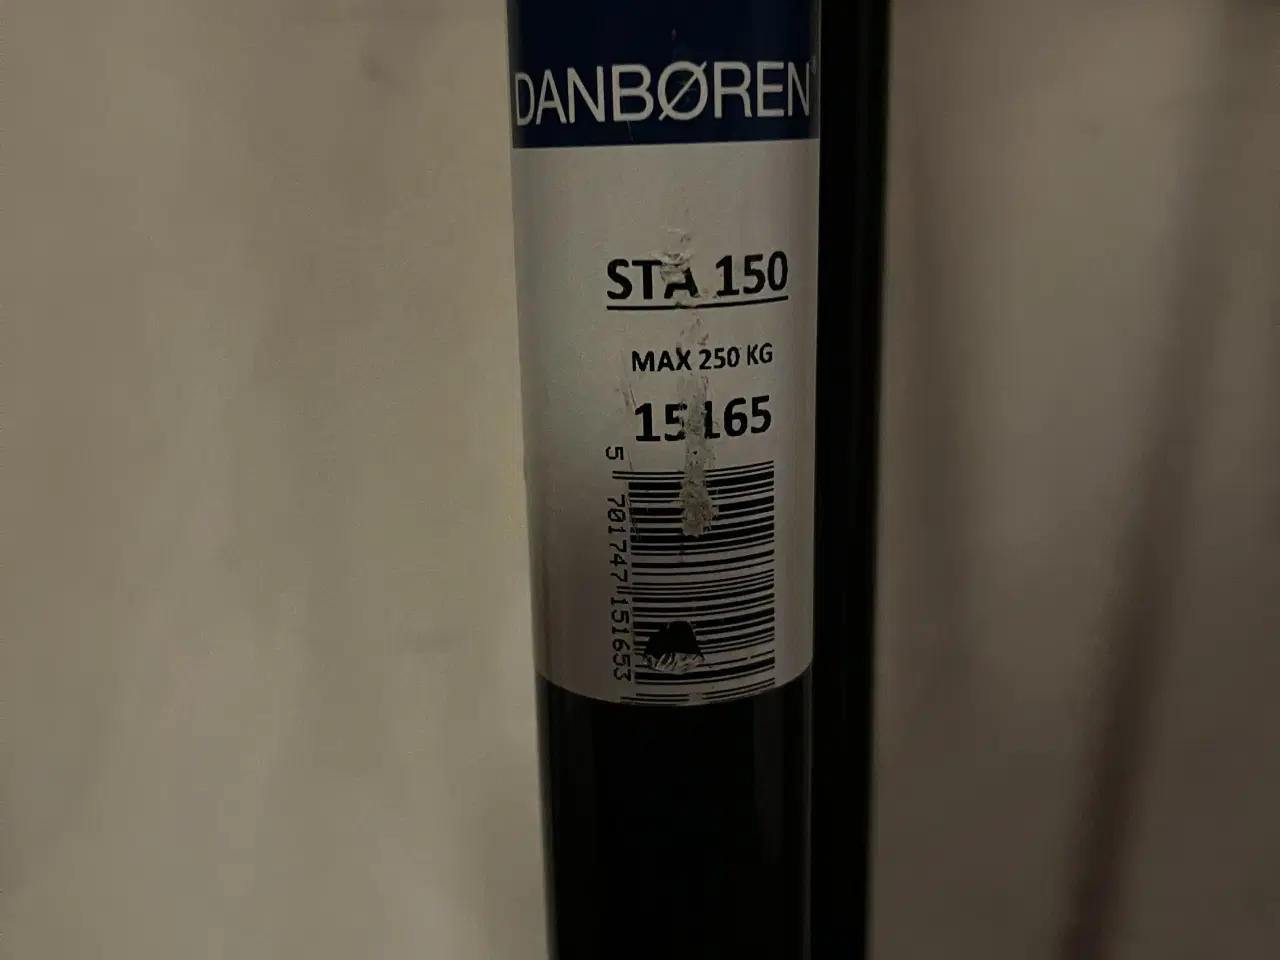 DANBØREN®
STA 150
MAX 250 KG
15165
5 701747 151653